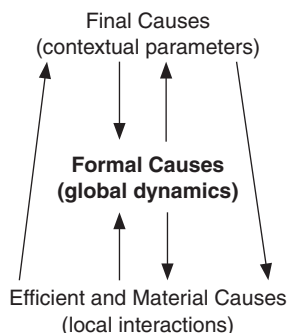 Final Causes
(contextual parameters)
Formal Causes
(global dynamics)
Efficient and Material Causes
(local interactions)